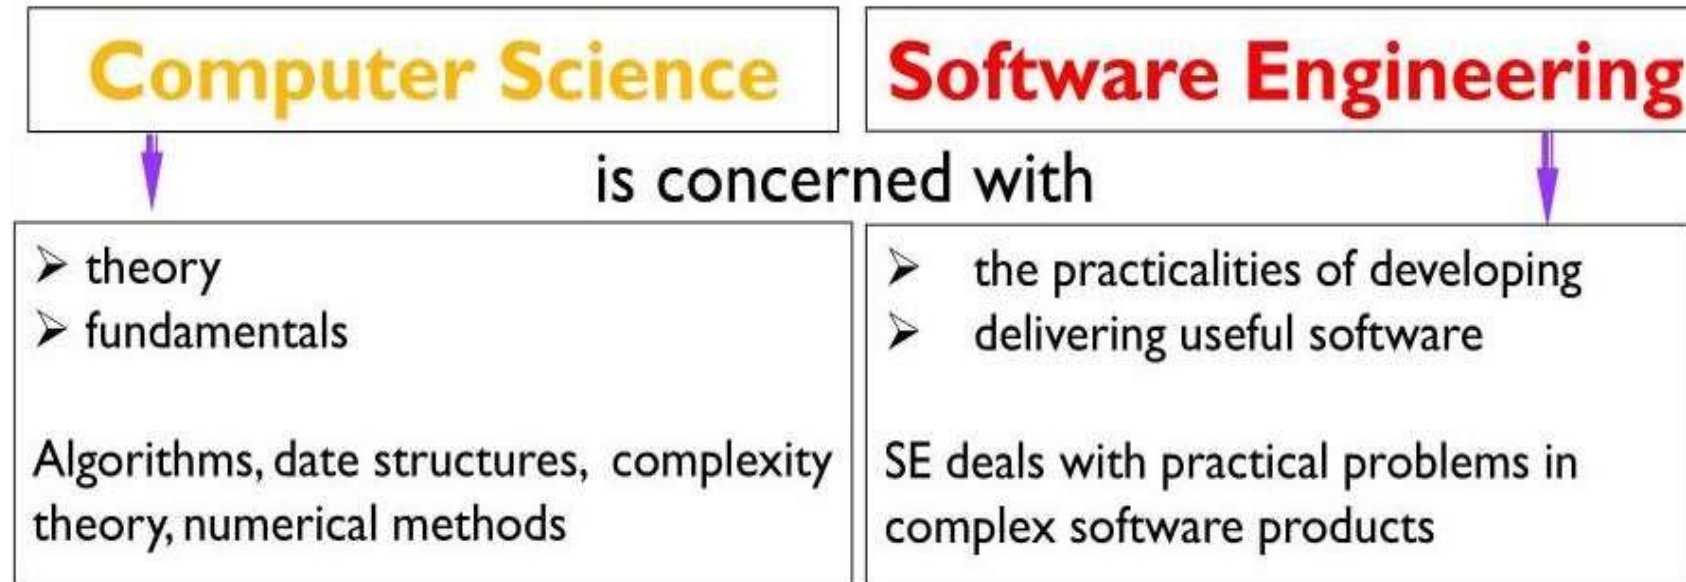 Computer Science
Software Engineering
is concerned with
➢ theory
➢ fundamentals
Algorithms, date structures, complexity
theory, numerical methods
➢ the practicalities of developing
➢ delivering useful software
SE deals with practical problems in
complex software products